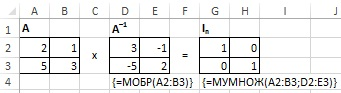 A B C D E F G H I J
1 A A⁻¹ Iₙ
2 2 1 3 -1 1 0
x =
3 5 3 -5 2 0 1
4 {=МОБР(A2:B3)} {=МУМНОЖ(A2:B3;D2:E3)}